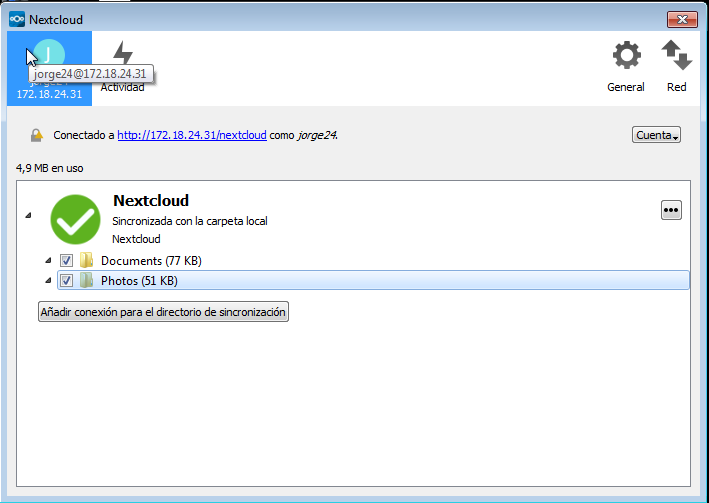 Nextcloud
J
jorge24@172.18.24.31
jorge24
172.18.24.31
Actividad
General
Red
Conectado a http://172.18.24.31/nextcloud como jorge24.
Cuenta
4,9 MB en uso
Nextcloud
Sincronizada con la carpeta local
Nextcloud
Documents (77 KB)
Photos (51 KB)
Añadir conexión para el directorio de sincronización